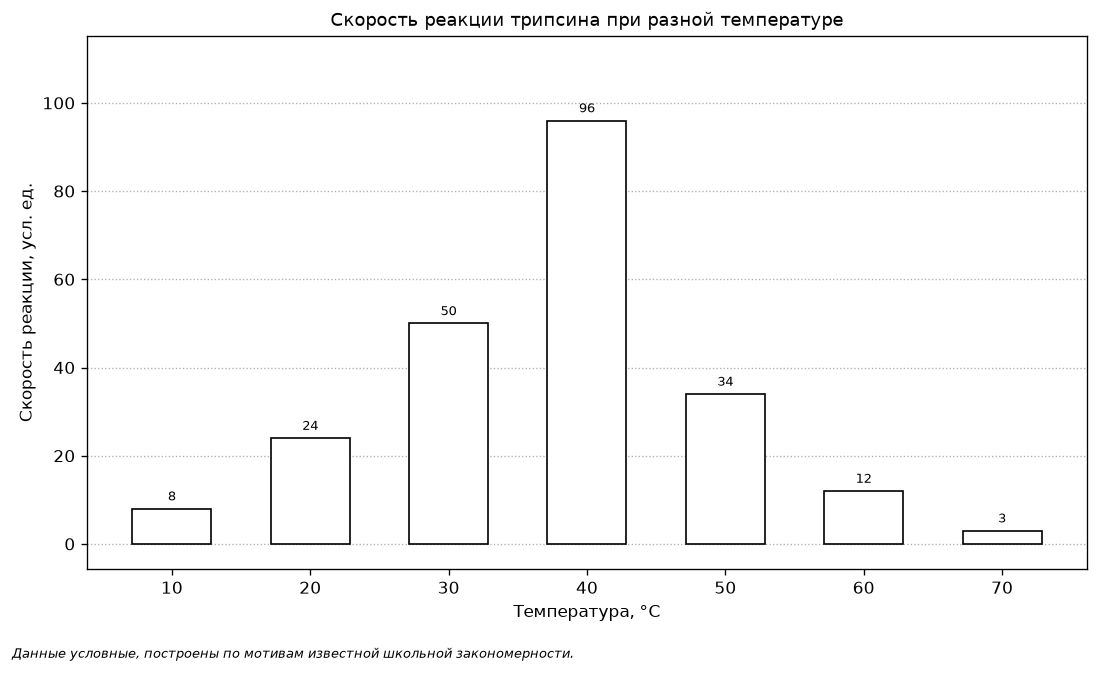 Скорость реакции трипсина при разной температуре
Скорость реакции, усл. ед.
100
80
60
40
20
0
8
24
50
96
34
12
3
10 20 30 40 50 60 70
Температура, °C
Данные условные, построены по мотивам известной школьной закономерности.